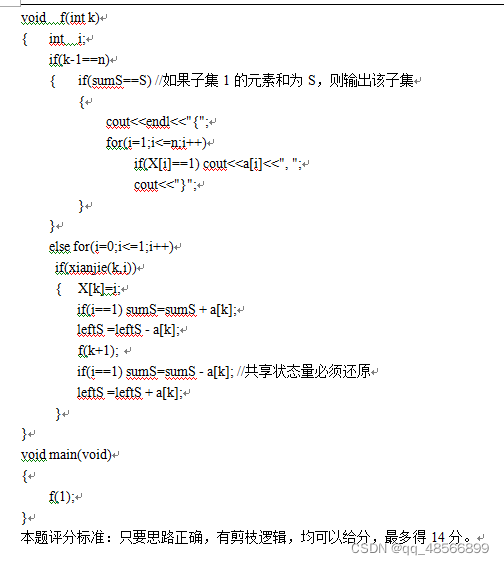 void f(int k)
{ int i;
if(k-1==n)
{ if(sumS==S) //如果子集 1 的元素和为 S，则输出该子集
{
cout<<endl<<"{";
for(i=1;i<=n;i++)
if(X[i]==1) cout<<a[i]<<", ";
cout<<"}";
}
}
else for(i=0;i<=1;i++)
if(xianjie(k,i))
{ X[k]=i;
if(i==1) sumS=sumS + a[k];
leftS =leftS - a[k];
f(k+1);
if(i==1) sumS=sumS - a[k]; //共享状态量必须还原
leftS =leftS + a[k];
}
}
void main(void)
{
f(1);
}
本题评分标准：只要思路正确，有剪枝逻辑，均可以给分，最多得 14 分。
CSDN @qq_48566899